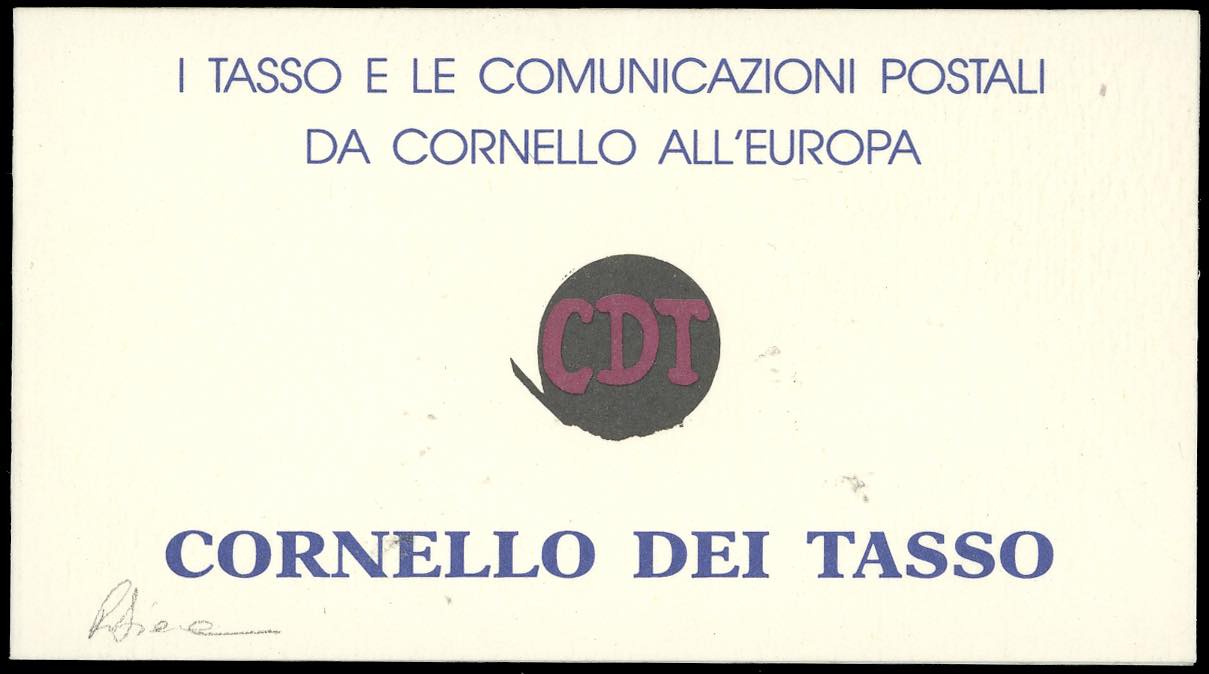 I TASSO E LE COMUNICAZIONI POSTALI
DA CORNELLO ALL'EUROPA
CDT
CORNELLO DEI TASSO